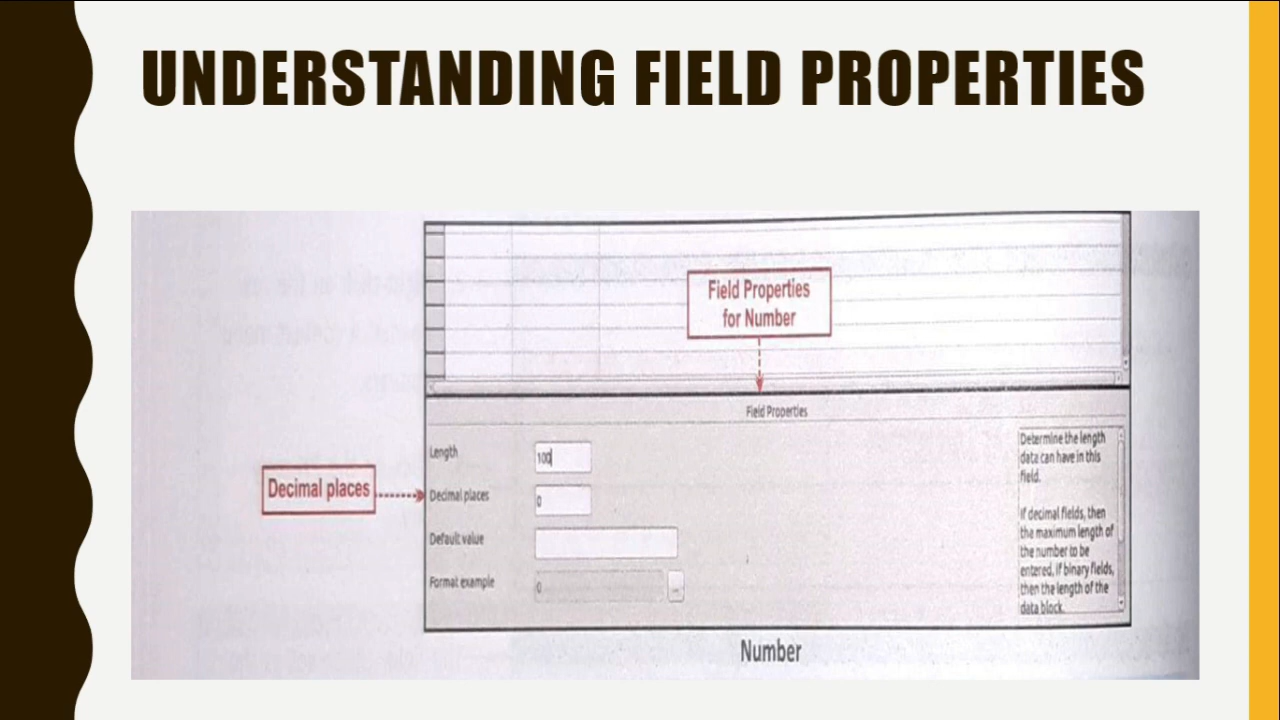 UNDERSTANDING FIELD PROPERTIES
Field Properties
for Number
Field Properties
Length
100
Decimal places
Decimal places
0
Default value
Format example
0
...
Determine the length
data can have in this
field.
If decimal fields, then
the maximum length of
the number to be
entered, if binary fields,
then the length of the
data block.
Number